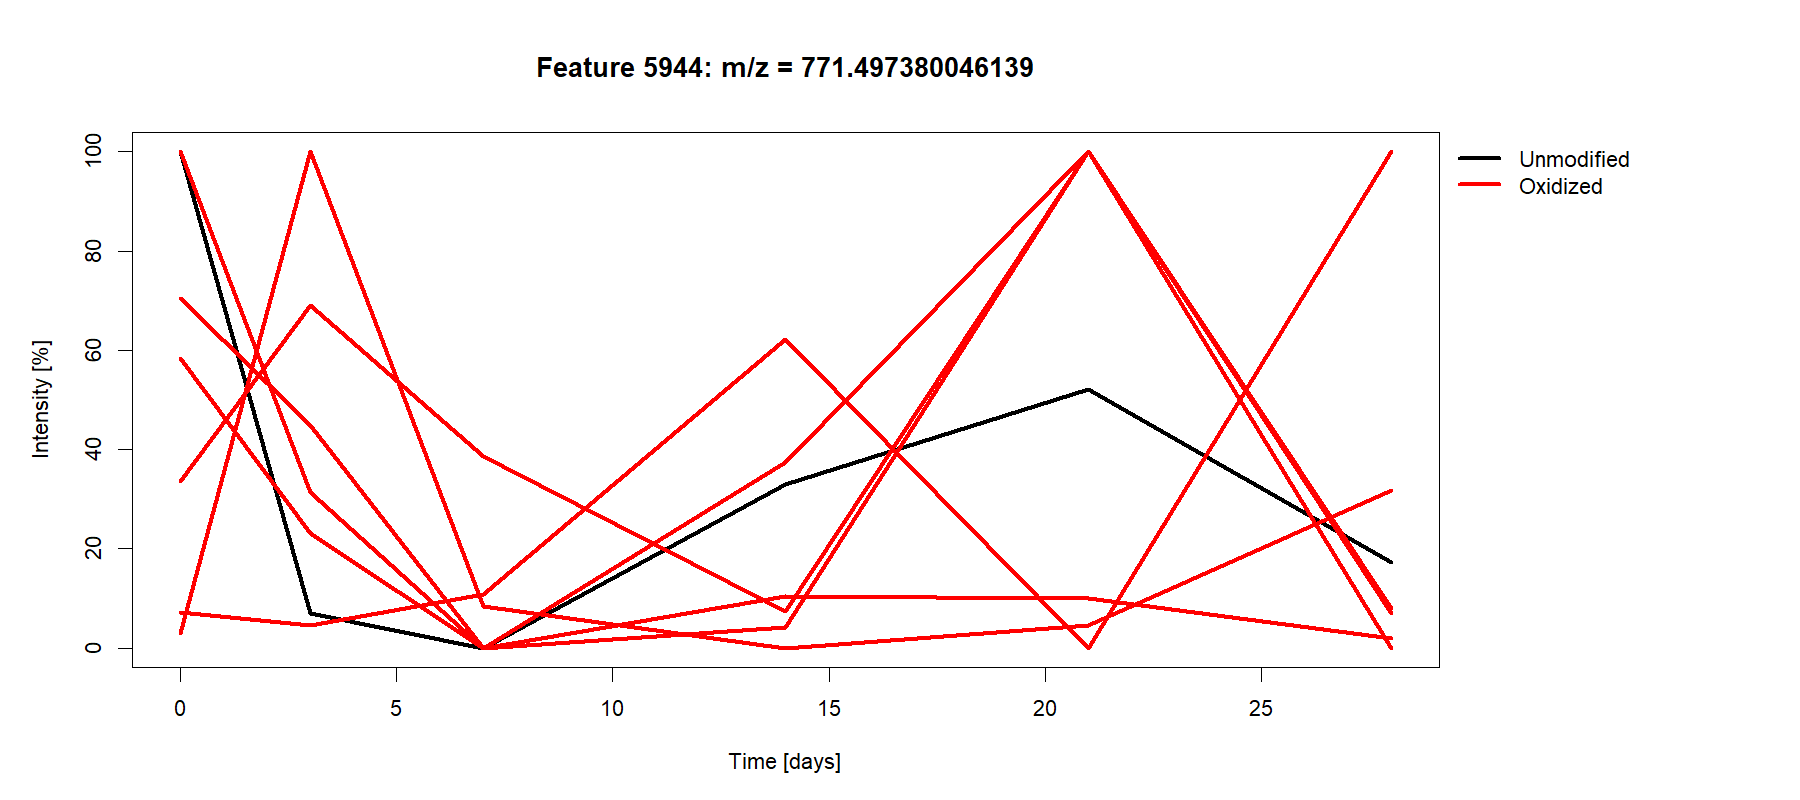 Feature 5944: m/z = 771.497380046139
Unmodified
Oxidized
Intensity [%]
100
80
60
40
20
0
0 5 10 15 20 25
Time [days]